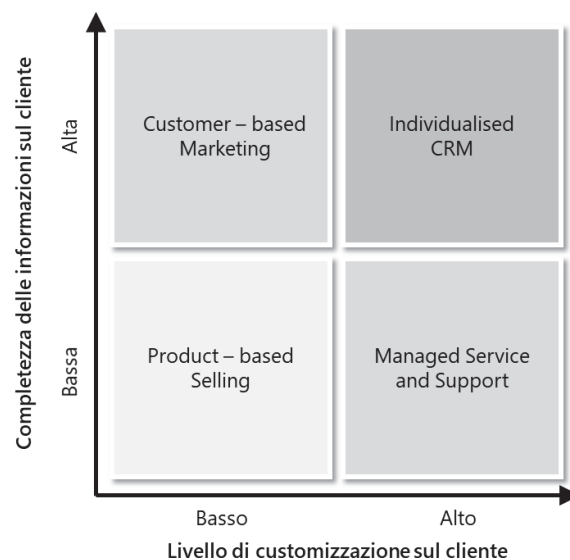 Completezza delle informazioni sul cliente
Alta
Customer – based
Marketing
Individualised
CRM
Bassa
Product – based
Selling
Managed Service
and Support
Basso
Alto
Livello di customizzazione sul cliente